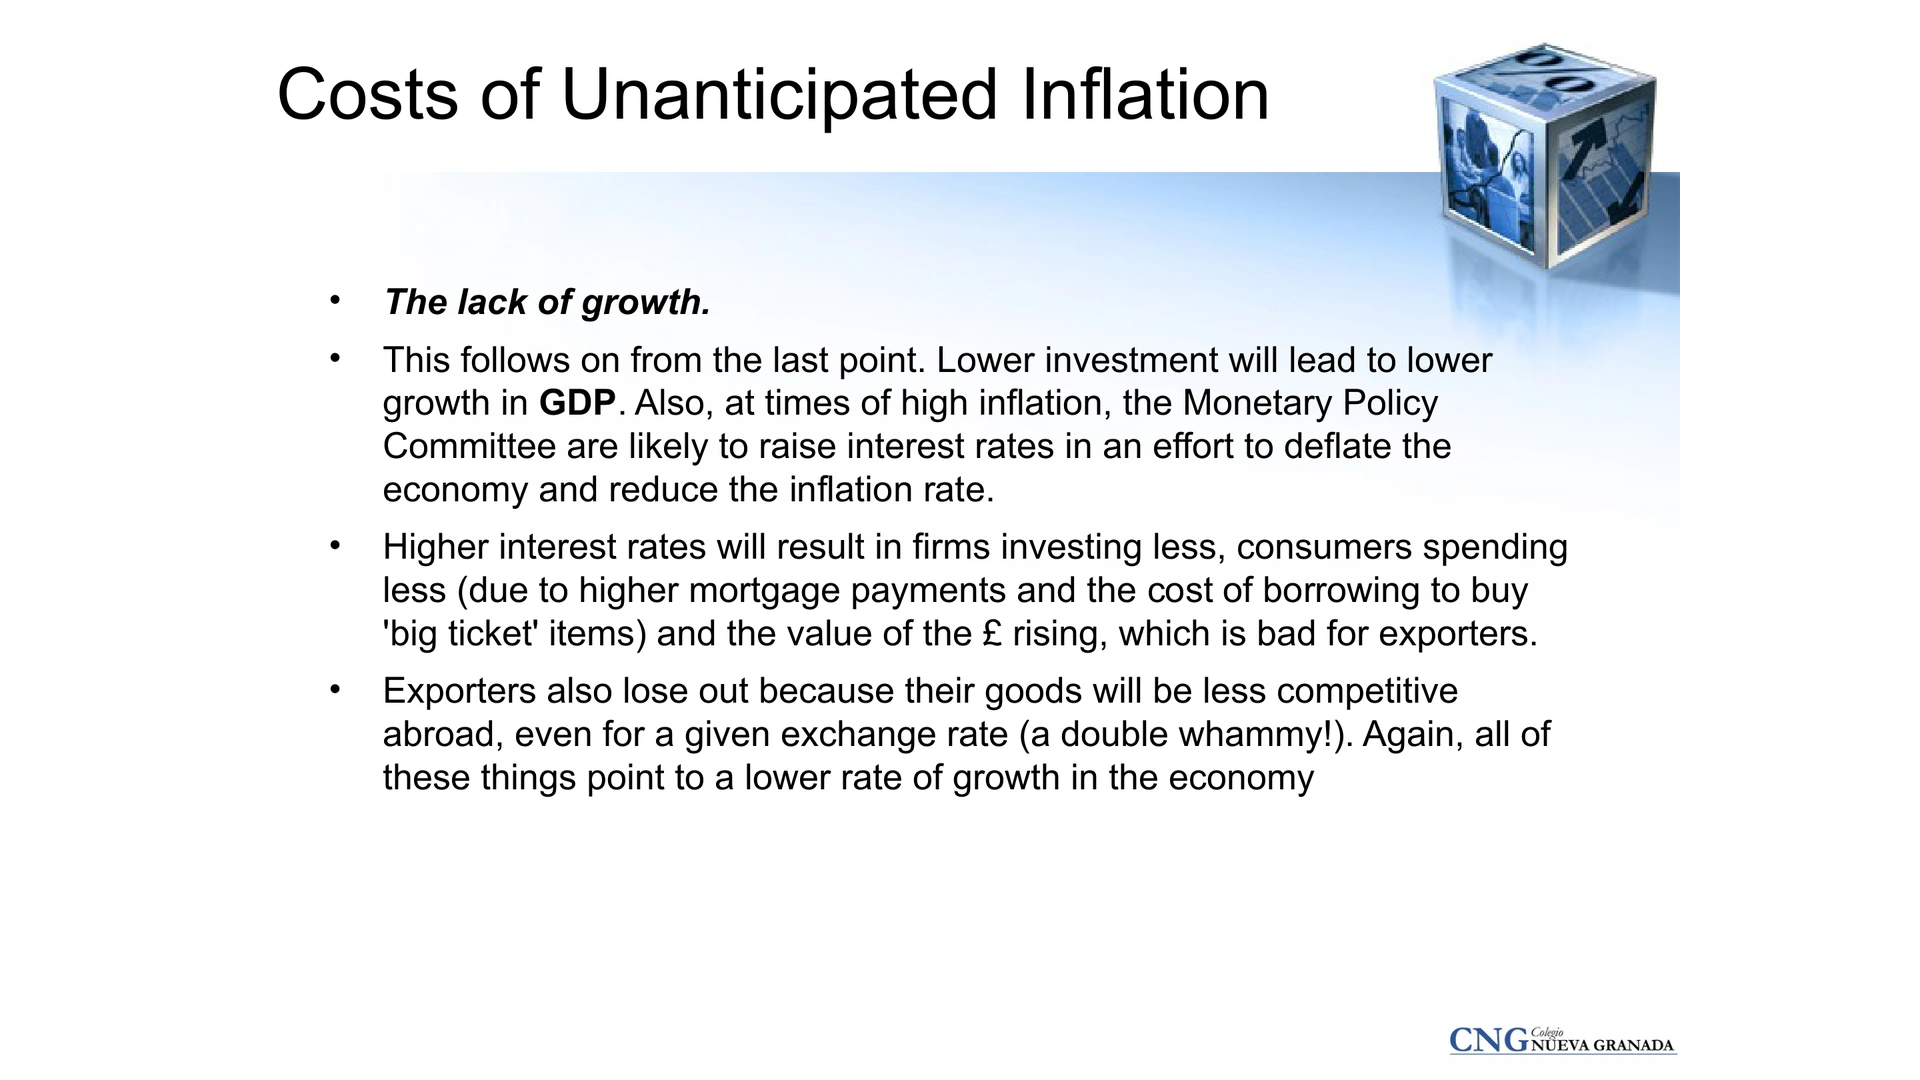 Costs of Unanticipated Inflation
%
• The lack of growth.
• This follows on from the last point. Lower investment will lead to lower
growth in GDP. Also, at times of high inflation, the Monetary Policy
Committee are likely to raise interest rates in an effort to deflate the
economy and reduce the inflation rate.
• Higher interest rates will result in firms investing less, consumers spending
less (due to higher mortgage payments and the cost of borrowing to buy
'big ticket' items) and the value of the £ rising, which is bad for exporters.
• Exporters also lose out because their goods will be less competitive
abroad, even for a given exchange rate (a double whammy!). Again, all of
these things point to a lower rate of growth in the economy
CNG Colegio
NUEVA GRANADA